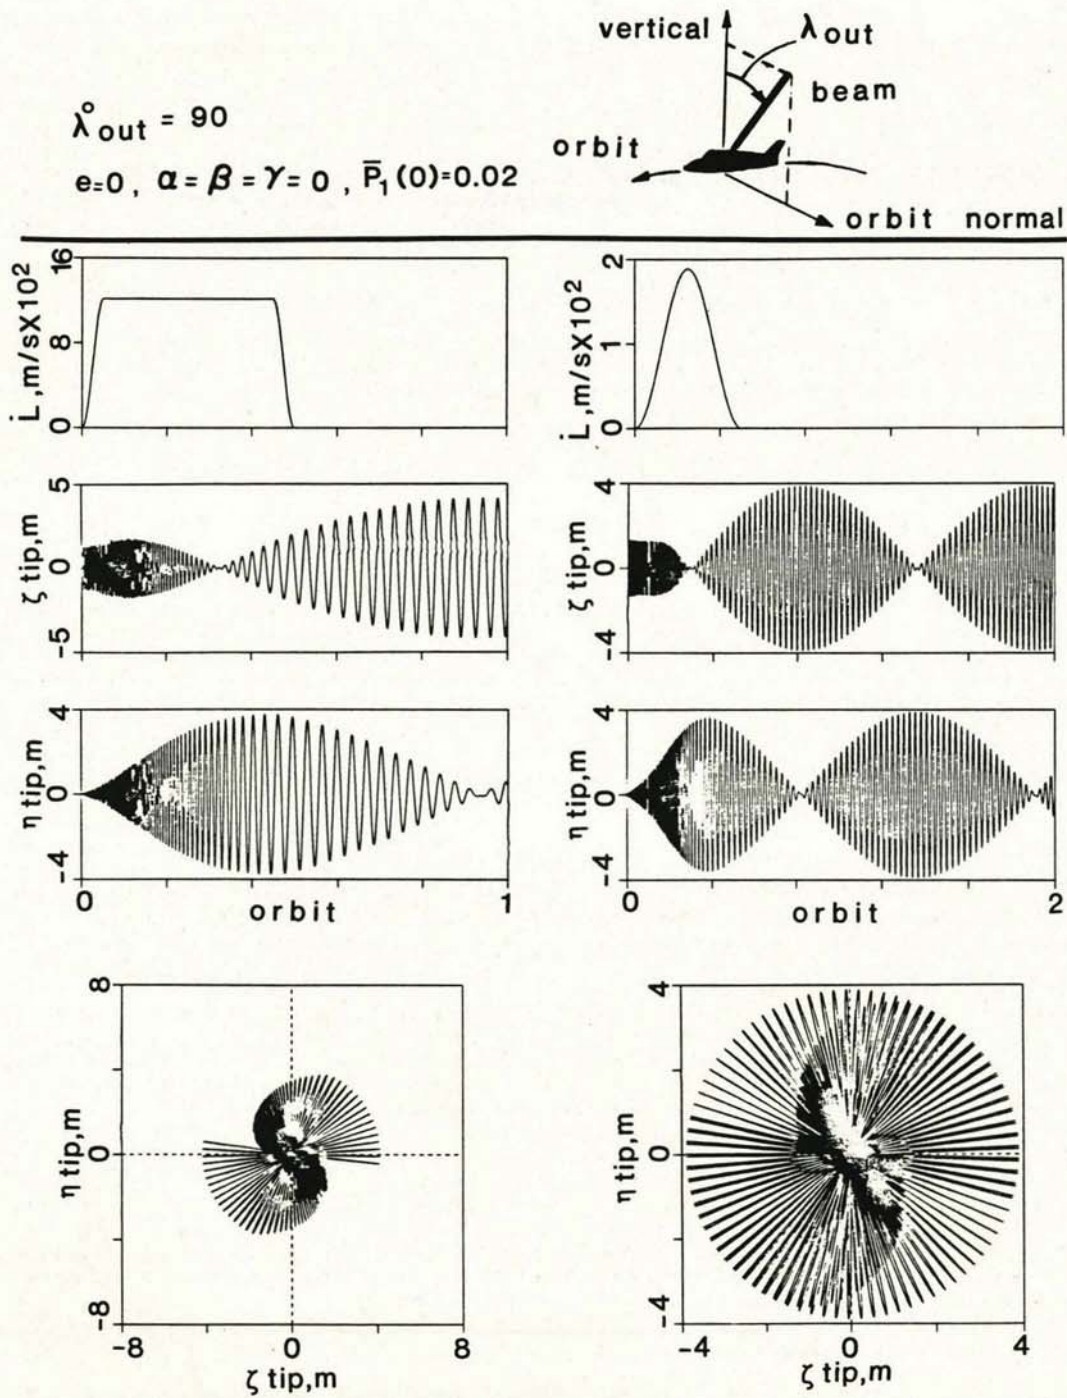 vertical
λout
beam
orbit
orbit normal
λ°out = 90
e=0, α = β = γ = 0, P̅1(0)=0.02
L̇, m/sX10²
16
8
0
L̇, m/sX10²
2
1
0
ζ tip,m
5
0
-5
ζ tip,m
4
0
-4
η tip,m
4
0
-4
0
orbit
1
η tip,m
4
0
-4
0
orbit
2
η tip,m
8
0
-8
-8
0
8
ζ tip,m
η tip,m
4
0
-4
-4
0
4
ζ tip,m